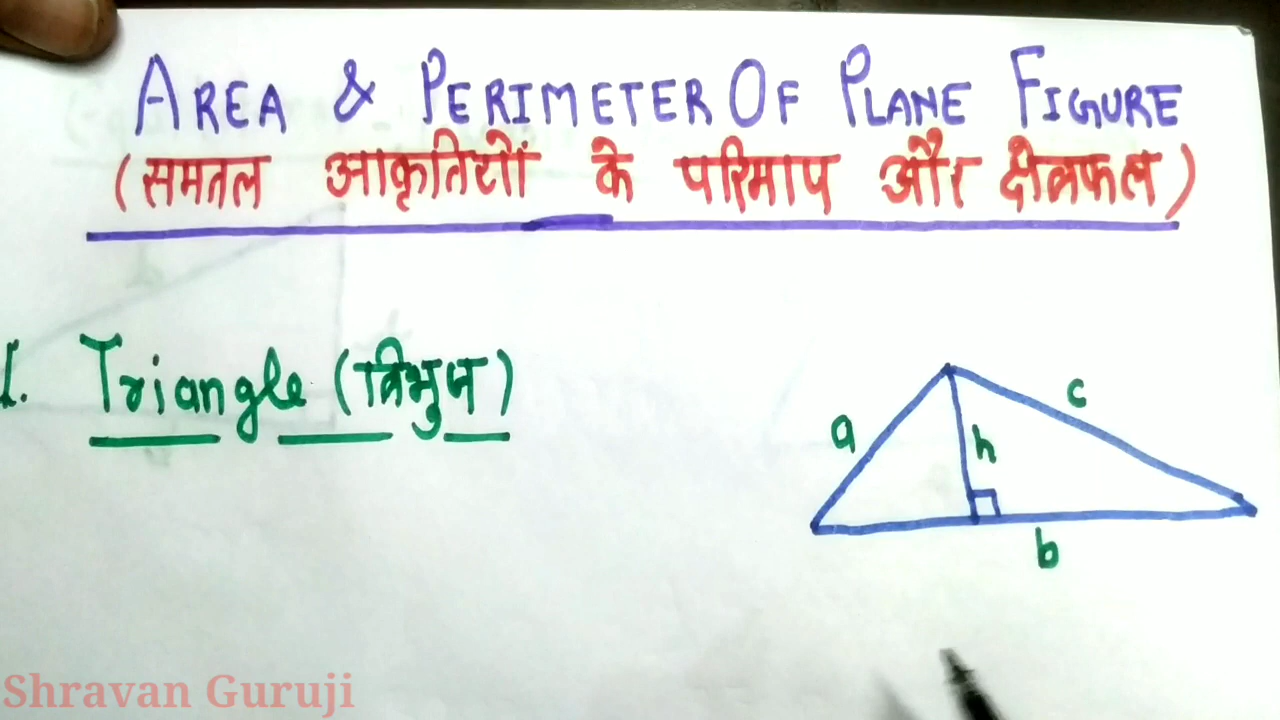 AREA & PERIMETER OF PLANE FIGURE
(समतल आकृतियों के परिमाप और क्षेत्रफल)
1. Triangle (त्रिभुज)
a
h
c
b
Shravan Guruji